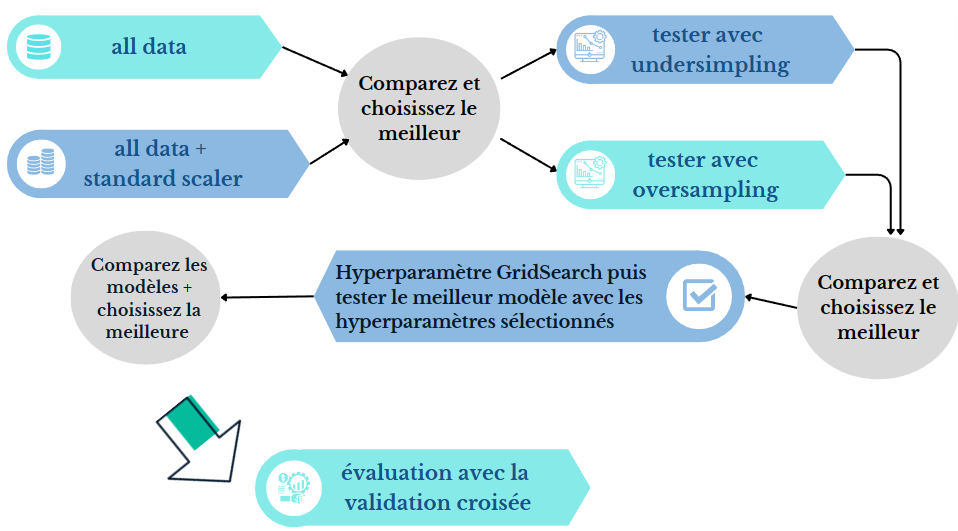 all data
Comparez et
choisissez le
meilleur
all data +
standard scaler
tester avec
undersimpling
tester avec
oversampling
Comparez et
choisissez le
meilleur
Hyperparamètre GridSearch puis
tester le meilleur modèle avec les
hyperparamètres sélectionnés
Comparez les
modèles +
choisissez la
meilleure
évaluation avec la
validation croisée